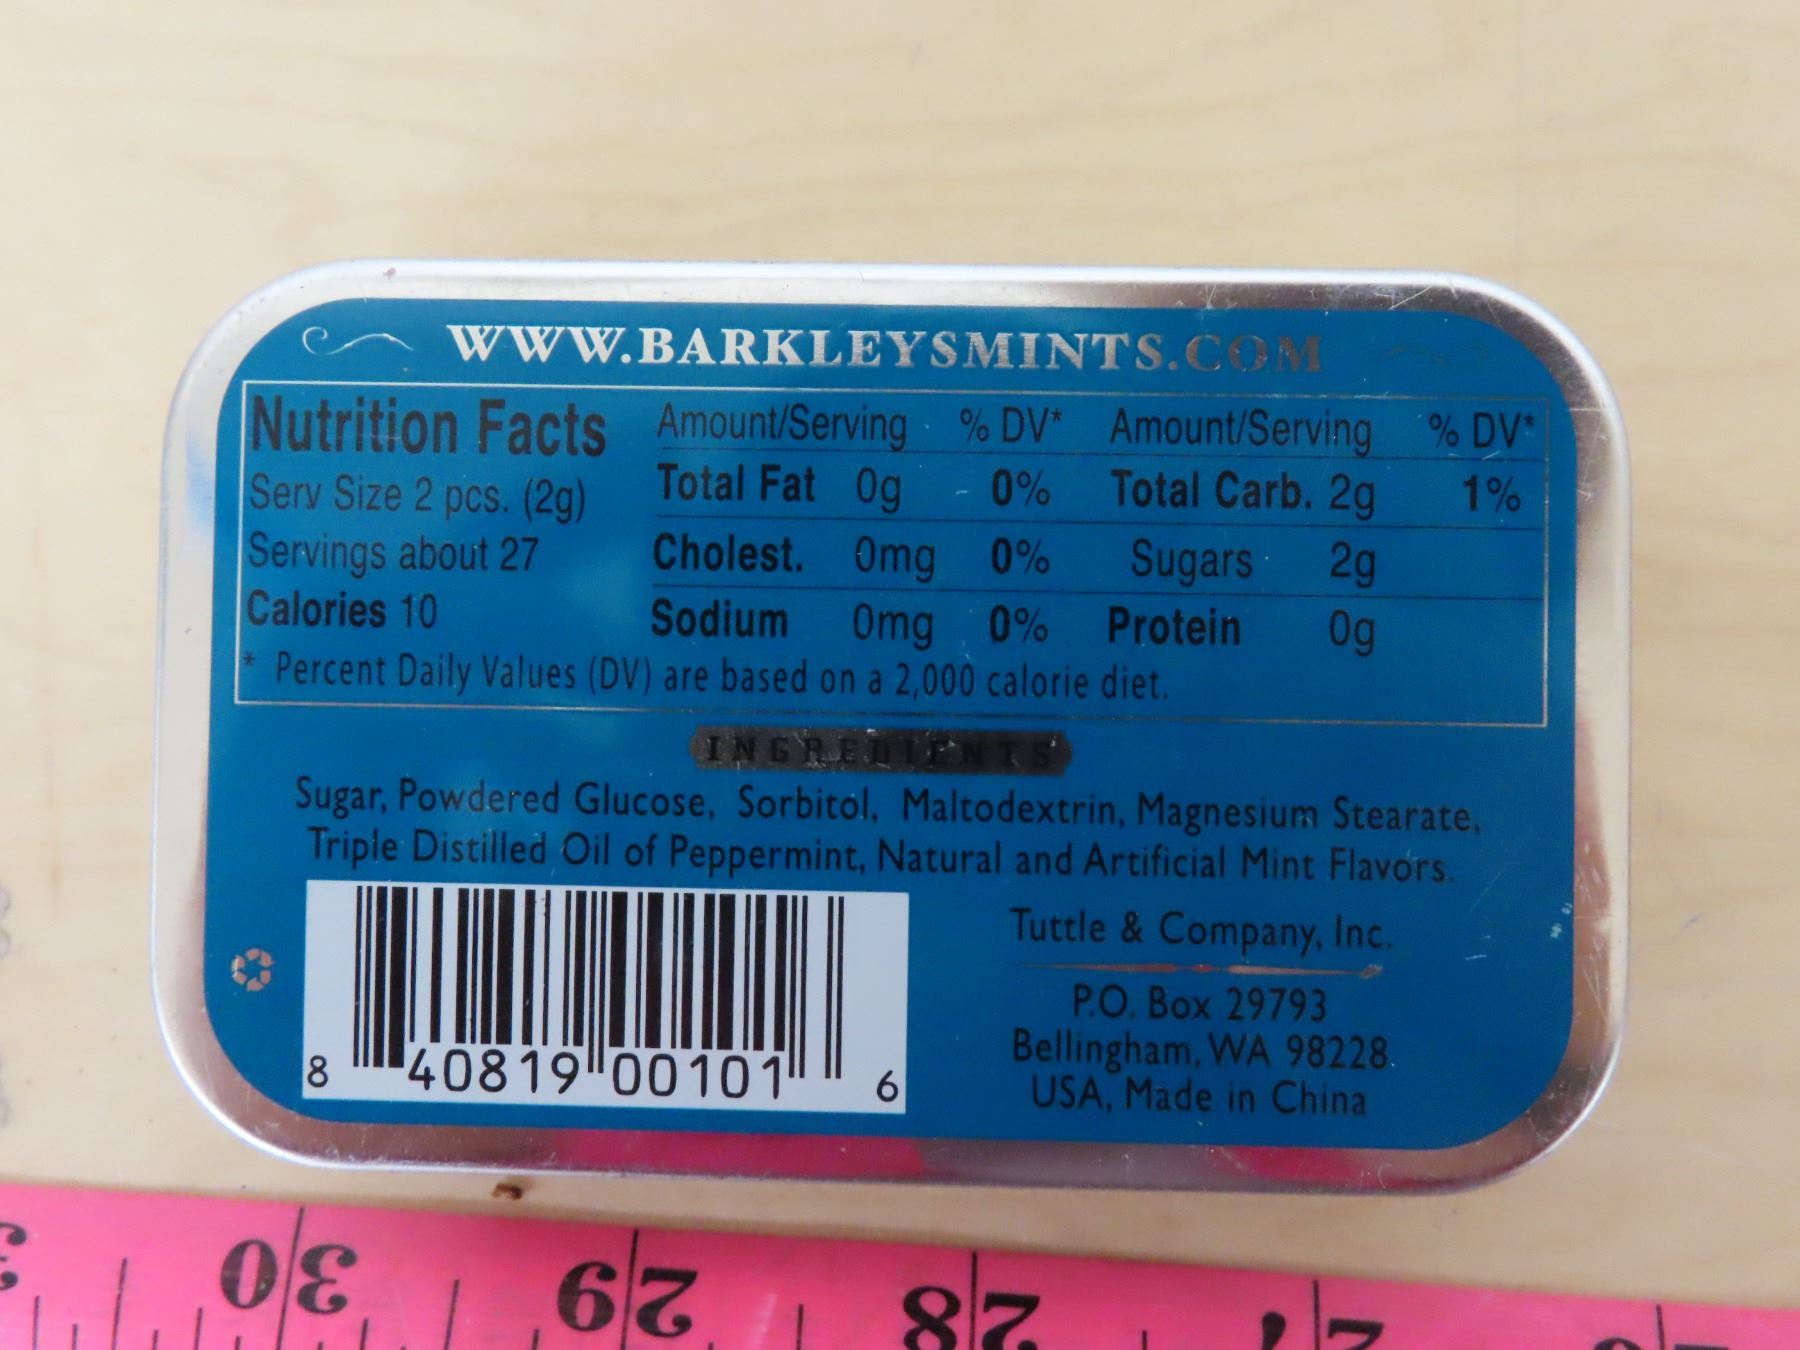 WWW.BARKLEYSMINTS.COM
Nutrition Facts
Serv Size 2 pcs. (2g)
Servings about 27
Calories 10
Amount/Serving % DV* Amount/Serving % DV*
Total Fat 0g 0% Total Carb. 2g 1%
Cholest. 0mg 0% Sugars 2g
Sodium 0mg 0% Protein 0g
* Percent Daily Values (DV) are based on a 2,000 calorie diet.
INGREDIENTS
Sugar, Powdered Glucose, Sorbitol, Maltodextrin, Magnesium Stearate,
Triple Distilled Oil of Peppermint, Natural and Artificial Mint Flavors.
8 40819 00101 6
Tuttle & Company, Inc.
P.O. Box 29793
Bellingham, WA 98228
USA, Made in China
30 29 28